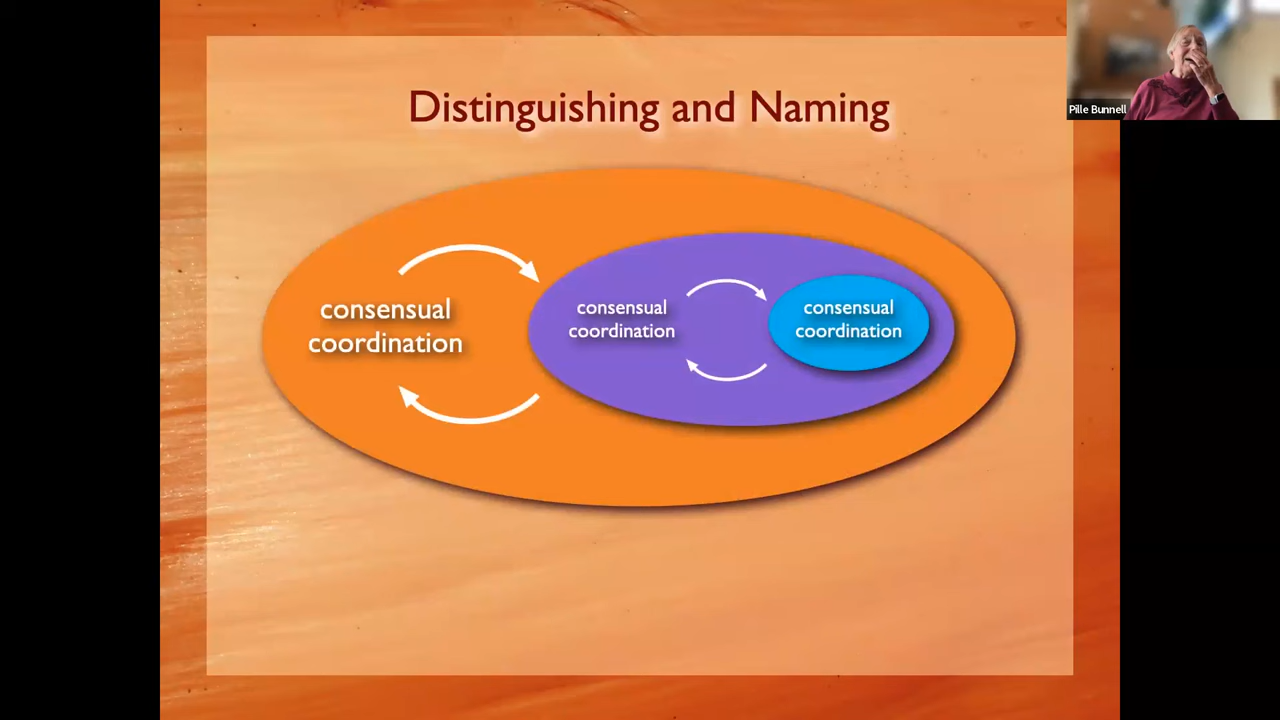 Distinguishing and Naming
consensual
coordination
consensual
coordination
consensual
coordination
Pille Bunnell